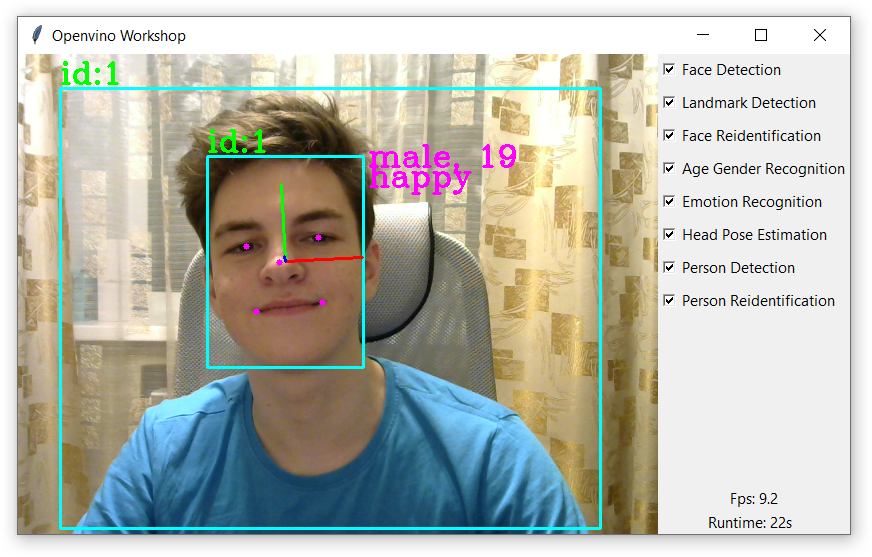 Openvino Workshop
id:1
id:1
male, 19
happy
Face Detection
Landmark Detection
Face Reidentification
Age Gender Recognition
Emotion Recognition
Head Pose Estimation
Person Detection
Person Reidentification
Fps: 9.2
Runtime: 22s